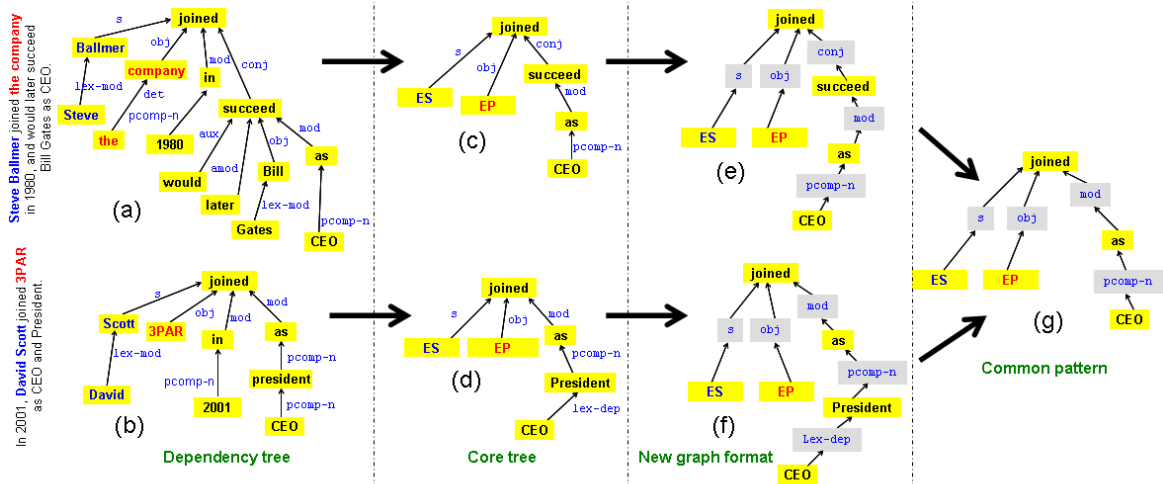 Steve Ballmer joined the company
in 1980, and would later succeed
Bill Gates as CEO.
joined
s
obj
mod
conj
Ballmer
company
in
lex-mod
det
pcomp-n
succeed
Steve
the
1980
aux
amod
obj
mod
would
later
Bill
as
lex-mod
pcomp-n
Gates
CEO
(a)
joined
s
obj
conj
succeed
mod
ES
EP
as
pcomp-n
CEO
(c)
joined
s
obj
conj
succeed
mod
ES
EP
as
pcomp-n
CEO
(e)
In 2001, David Scott joined 3PAR
as CEO and President.
joined
s
obj
mod
mod
Scott
3PAR
in
as
lex-mod
pcomp-n
pcomp-n
president
David
2001
pcomp-n
CEO
(b)
Dependency tree
joined
s
obj
mod
ES
EP
as
pcomp-n
President
lex-dep
CEO
(d)
Core tree
joined
s
obj
mod
as
ES
EP
pcomp-n
President
Lex-dep
CEO
(f)
New graph format
joined
s
obj
mod
as
ES
EP
pcomp-n
CEO
(g)
Common pattern